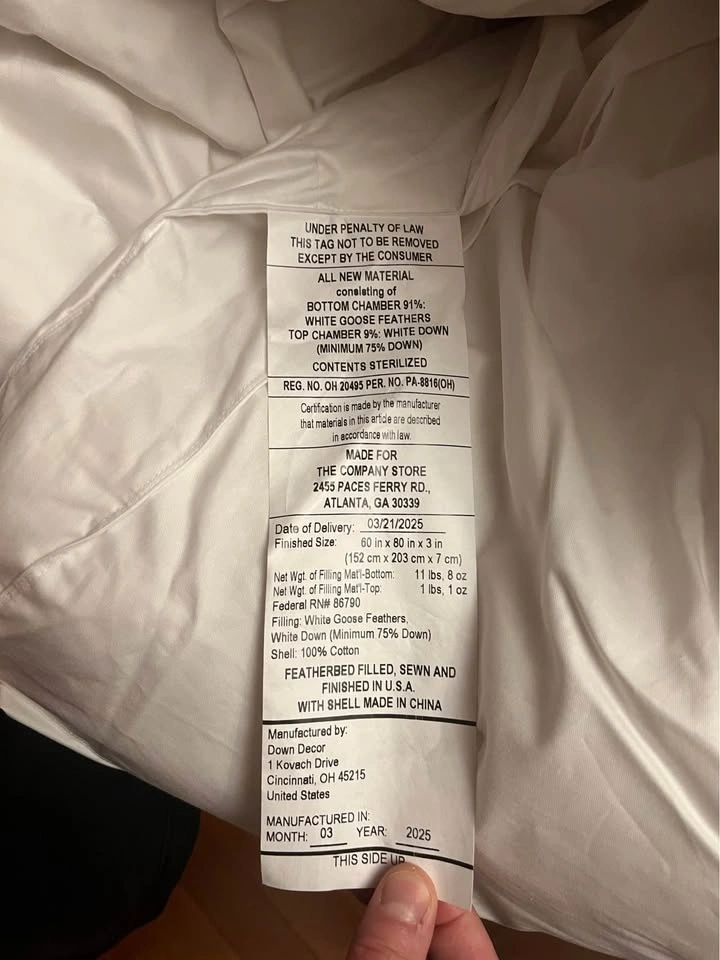 UNDER PENALTY OF LAW
THIS TAG NOT TO BE REMOVED
EXCEPT BY THE CONSUMER
ALL NEW MATERIAL
consisting of
BOTTOM CHAMBER 91%:
WHITE GOOSE FEATHERS
TOP CHAMBER 9%: WHITE DOWN
(MINIMUM 75% DOWN)
CONTENTS STERILIZED
REG. NO. OH 20495 PER. NO. PA-8816(OH)
Certification is made by the manufacturer
that materials in this article are described
in accordance with law.
MADE FOR
THE COMPANY STORE
2455 PACES FERRY RD.,
ATLANTA, GA 30339
Date of Delivery: 03/21/2025
Finished Size: 60 in x 80 in x 3 in
(152 cm x 203 cm x 7 cm)
Net Wgt. of Filling Mat'l-Bottom: 11 lbs, 8 oz
Net Wgt. of Filling Mat'l-Top: 1 lbs, 1 oz
Federal RN# 86790
Filling: White Goose Feathers,
White Down (Minimum 75% Down)
Shell: 100% Cotton
FEATHERBED FILLED, SEWN AND
FINISHED IN U.S.A.
WITH SHELL MADE IN CHINA
Manufactured by:
Down Decor
1 Kovach Drive
Cincinnati, OH 45215
United States
MANUFACTURED IN:
MONTH: 03 YEAR: 2025
THIS SIDE UP